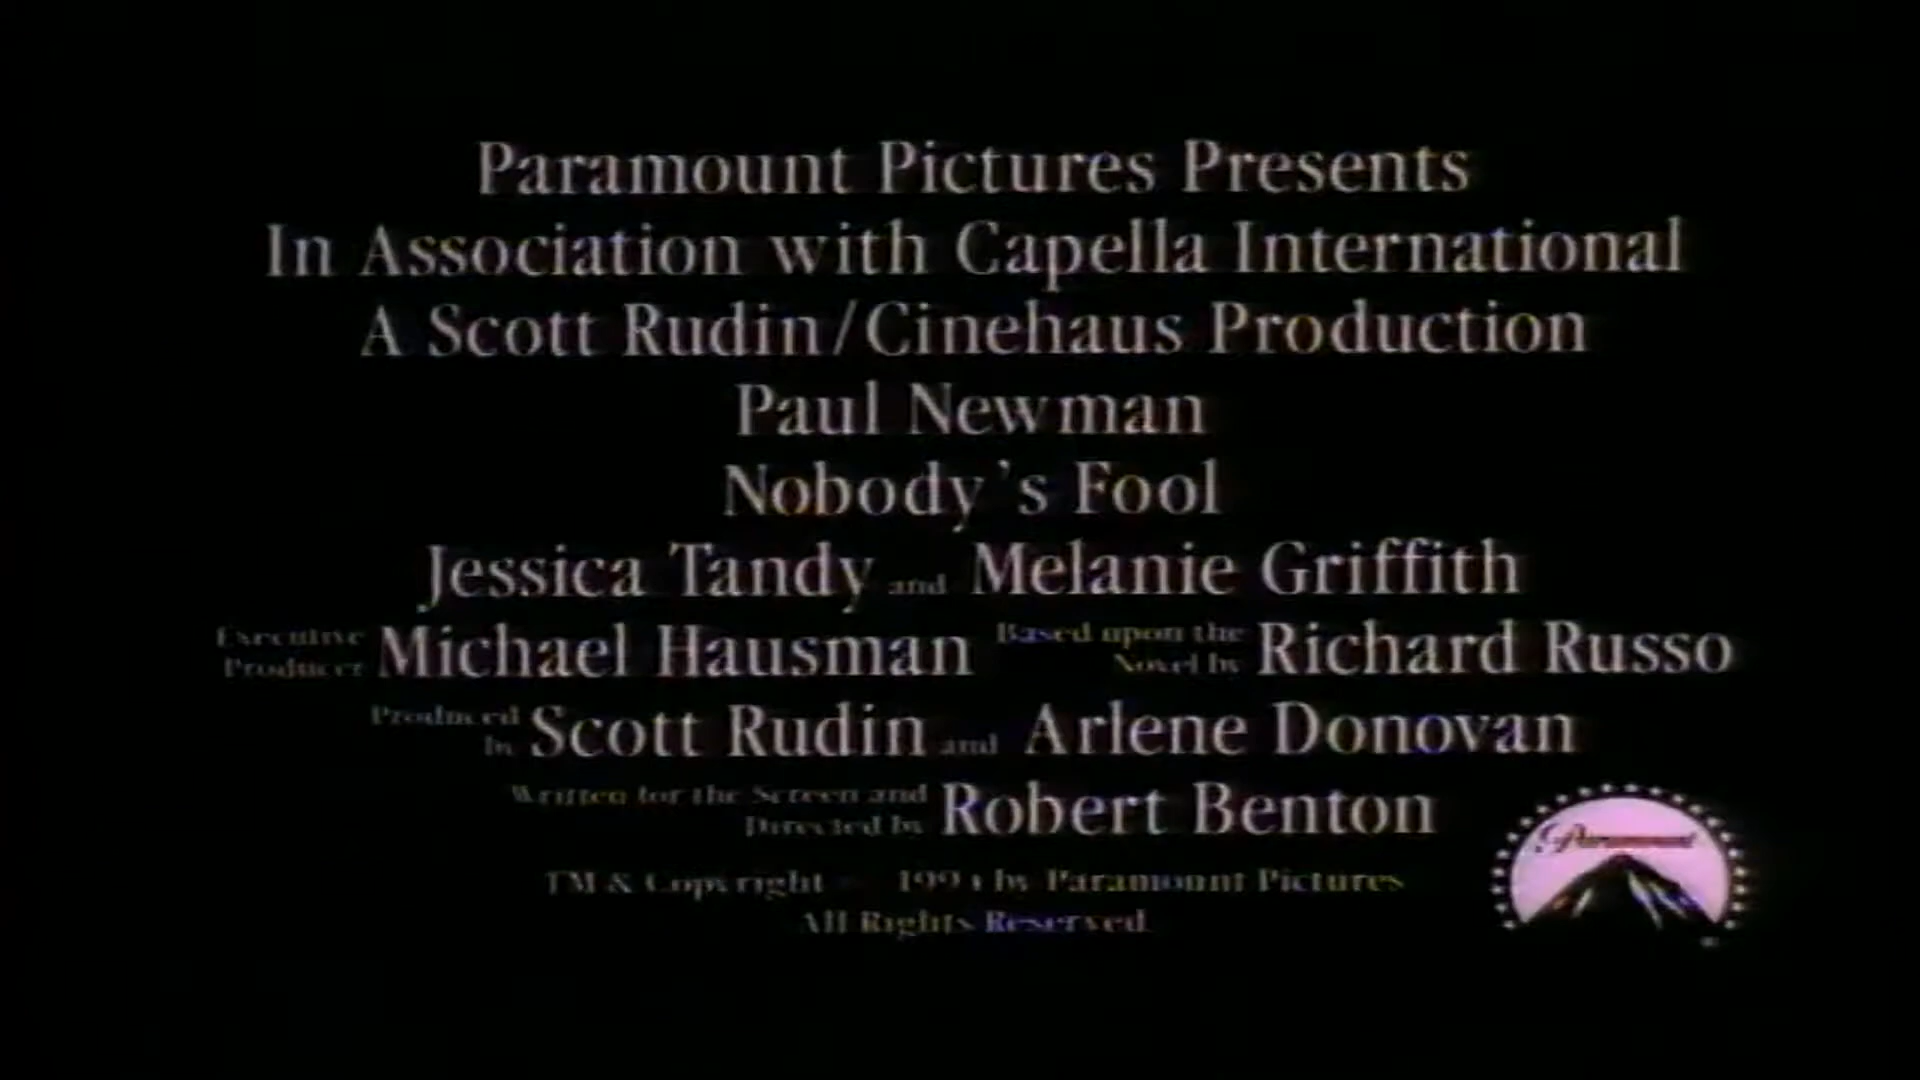 Paramount Pictures Presents
In Association with Capella International
A Scott Rudin/Cinehaus Production
Paul Newman
Nobody's Fool
Jessica Tandy and Melanie Griffith
Executive Producer Michael Hausman Based upon the Novel by Richard Russo
Produced by Scott Rudin and Arlene Donovan
Written for the Screen and Directed by Robert Benton
Paramount
TM & Copyright by Paramount Pictures
All Rights Reserved